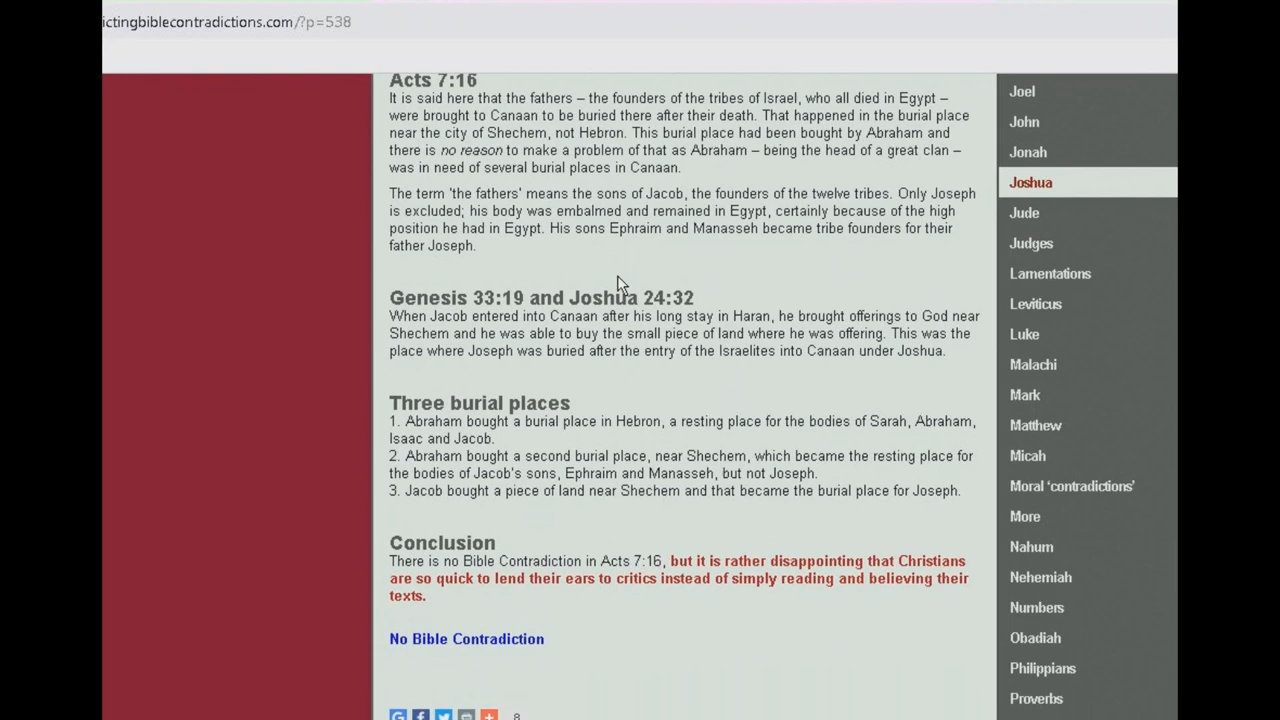 ictingbiblecontradictions.com/?p=538
Acts 7:16
It is said here that the fathers – the founders of the tribes of Israel, who all died in Egypt –
were brought to Canaan to be buried there after their death. That happened in the burial place
near the city of Shechem, not Hebron. This burial place had been bought by Abraham and
there is no reason to make a problem of that as Abraham – being the head of a great clan –
was in need of several burial places in Canaan.
The term 'the fathers' means the sons of Jacob, the founders of the twelve tribes. Only Joseph
is excluded; his body was embalmed and remained in Egypt, certainly because of the high
position he had in Egypt. His sons Ephraim and Manasseh became tribe founders for their
father Joseph.
Genesis 33:19 and Joshua 24:32
When Jacob entered into Canaan after his long stay in Haran, he brought offerings to God near
Shechem and he was able to buy the small piece of land where he was offering. This was the
place where Joseph was buried after the entry of the Israelites into Canaan under Joshua.
Three burial places
1. Abraham bought a burial place in Hebron, a resting place for the bodies of Sarah, Abraham,
Isaac and Jacob.
2. Abraham bought a second burial place, near Shechem, which became the resting place for
the bodies of Jacob's sons, Ephraim and Manasseh, but not Joseph.
3. Jacob bought a piece of land near Shechem and that became the burial place for Joseph.
Conclusion
There is no Bible Contradiction in Acts 7:16, but it is rather disappointing that Christians
are so quick to lend their ears to critics instead of simply reading and believing their
texts.
No Bible Contradiction
8
Joel
John
Jonah
Joshua
Jude
Judges
Lamentations
Leviticus
Luke
Malachi
Mark
Matthew
Micah
Moral ‘contradictions’
More
Nahum
Nehemiah
Numbers
Obadiah
Philippians
Proverbs